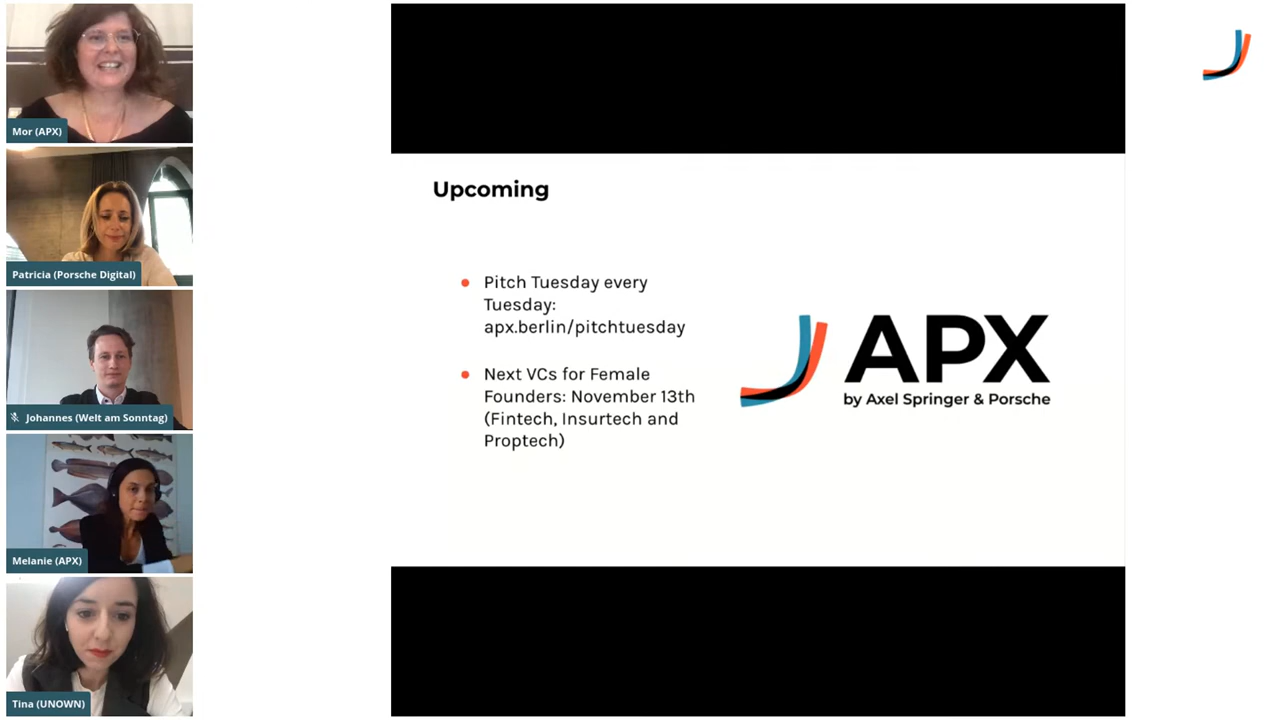 Mor (APX)
Patricia (Porsche Digital)
Johannes (Welt am Sonntag)
Melanie (APX)
Tina (UNOWN)
Upcoming
Pitch Tuesday every
Tuesday:
apx.berlin/pitchtuesday
Next VCs for Female
Founders: November 13th
(Fintech, Insurtech and
Proptech)
APX
by Axel Springer & Porsche